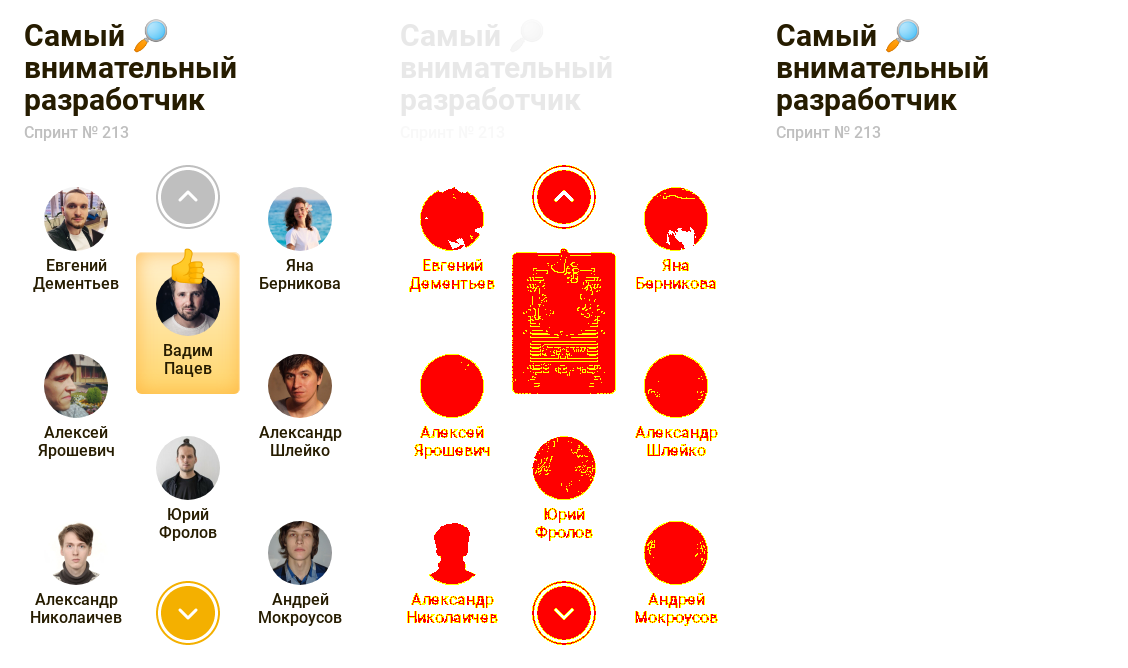 Самый 🔎
внимательный
разработчик
Спринт № 213
Евгений
Дементьев
Вадим
Пацев
Яна
Берникова
Алексей
Ярошевич
Александр
Шлейко
Юрий
Фролов
Александр
Николаичев
Андрей
Мокроусов
Самый 🔎
внимательный
разработчик
Спринт № 213
Евгений
Дементьев
Яна
Берникова
Алексей
Ярошевич
Александр
Шлейко
Юрий
Фролов
Александр
Николаичев
Андрей
Мокроусов
Самый 🔎
внимательный
разработчик
Спринт № 213